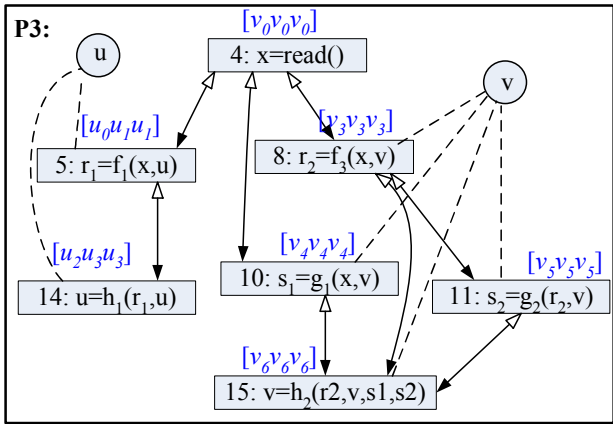 P3:
[v₀v₀v₀]
u
4: x=read()
v
[u₀u₁u₁]
[v₃v₃v₃]
5: r₁=f₁(x,u)
8: r₂=f₃(x,v)
[u₂u₃u₃]
[v₄v₄v₄]
[v₅v₅v₅]
14: u=h₁(r₁,u)
10: s₁=g₁(x,v)
11: s₂=g₂(r₂,v)
[v₆v₆v₆]
15: v=h₂(r2,v,s1,s2)